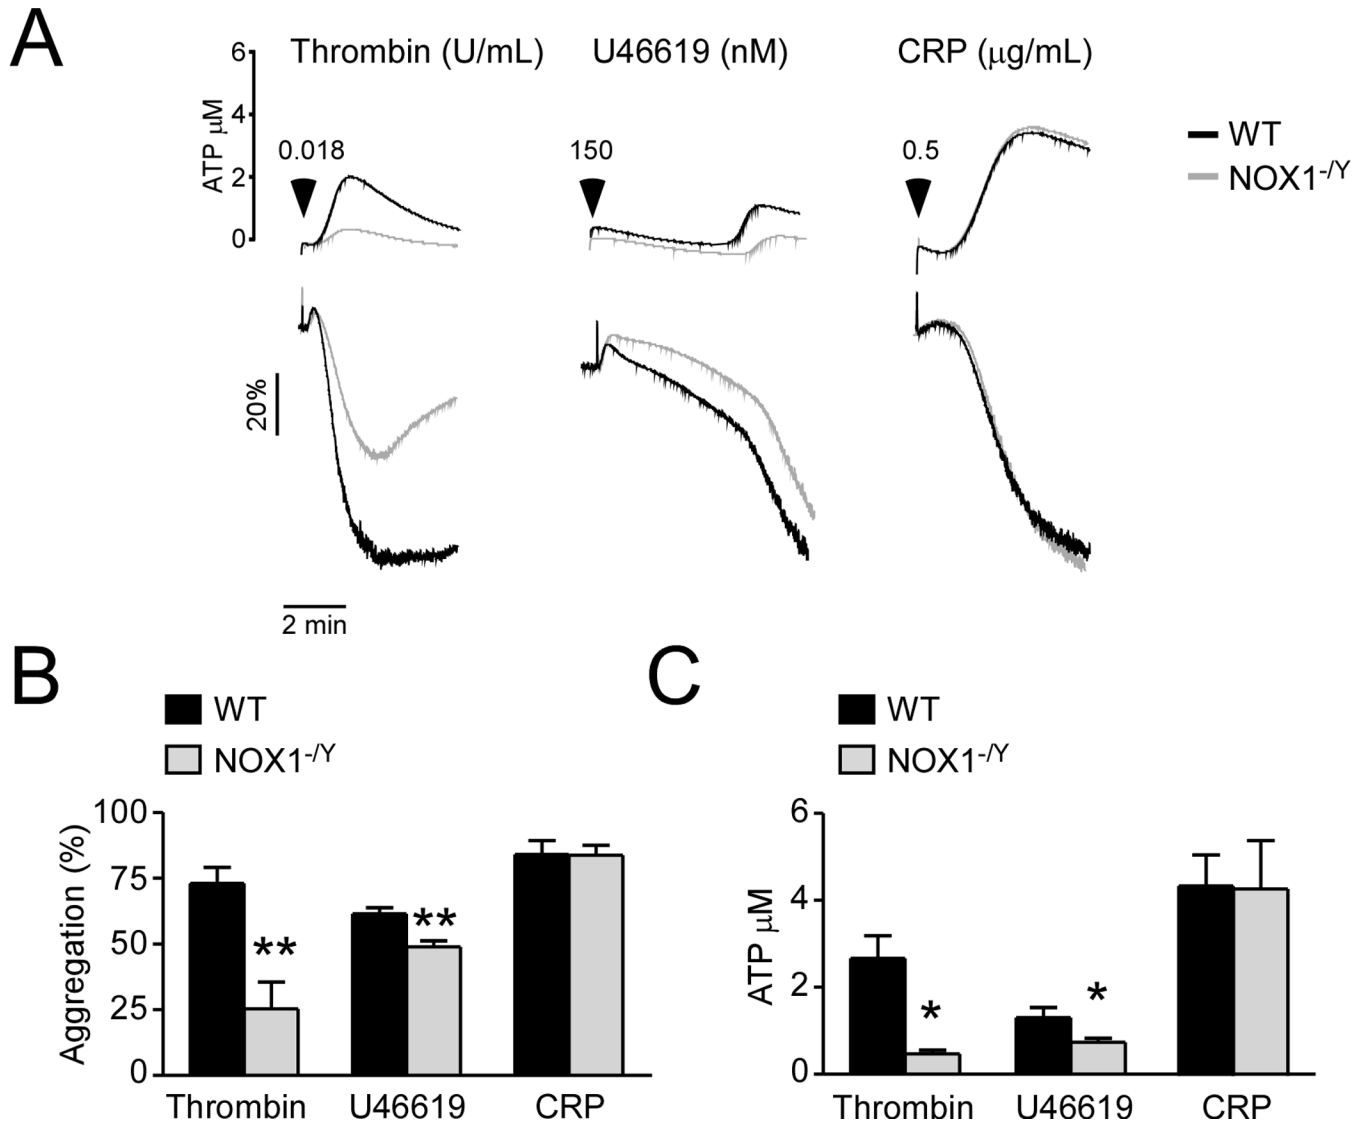 A
Thrombin (U/mL) U46619 (nM) CRP (μg/mL)
6
4
2
0
ATP μM
0.018 150 0.5
WT
NOX1-/Y
20%
2 min
B
WT
NOX1-/Y
100
75
50
25
0
Aggregation (%)
** **
Thrombin U46619 CRP
C
WT
NOX1-/Y
6
4
2
0
ATP μM
* *
Thrombin U46619 CRP